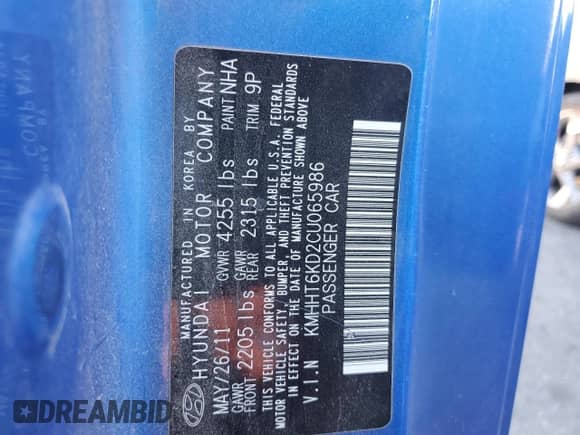 MANUFACTURED IN KOREA BY
HYUNDAI MOTOR COMPANY
MAY/26/11 GVWR 4255 lbs PAINT NHA
GAWR FRONT 2205 lbs GAWR REAR 2315 lbs TRIM 9P
THIS VEHICLE CONFORMS TO ALL APPLICABLE U.S.A. FEDERAL
MOTOR VEHICLE SAFETY, BUMPER, AND THEFT PREVENTION STANDARDS
IN EFFECT ON THE DATE OF MANUFACTURE SHOWN ABOVE
V.I.N KMHHT6KD2CU065986
/PASSENGER CAR
DREAMBID